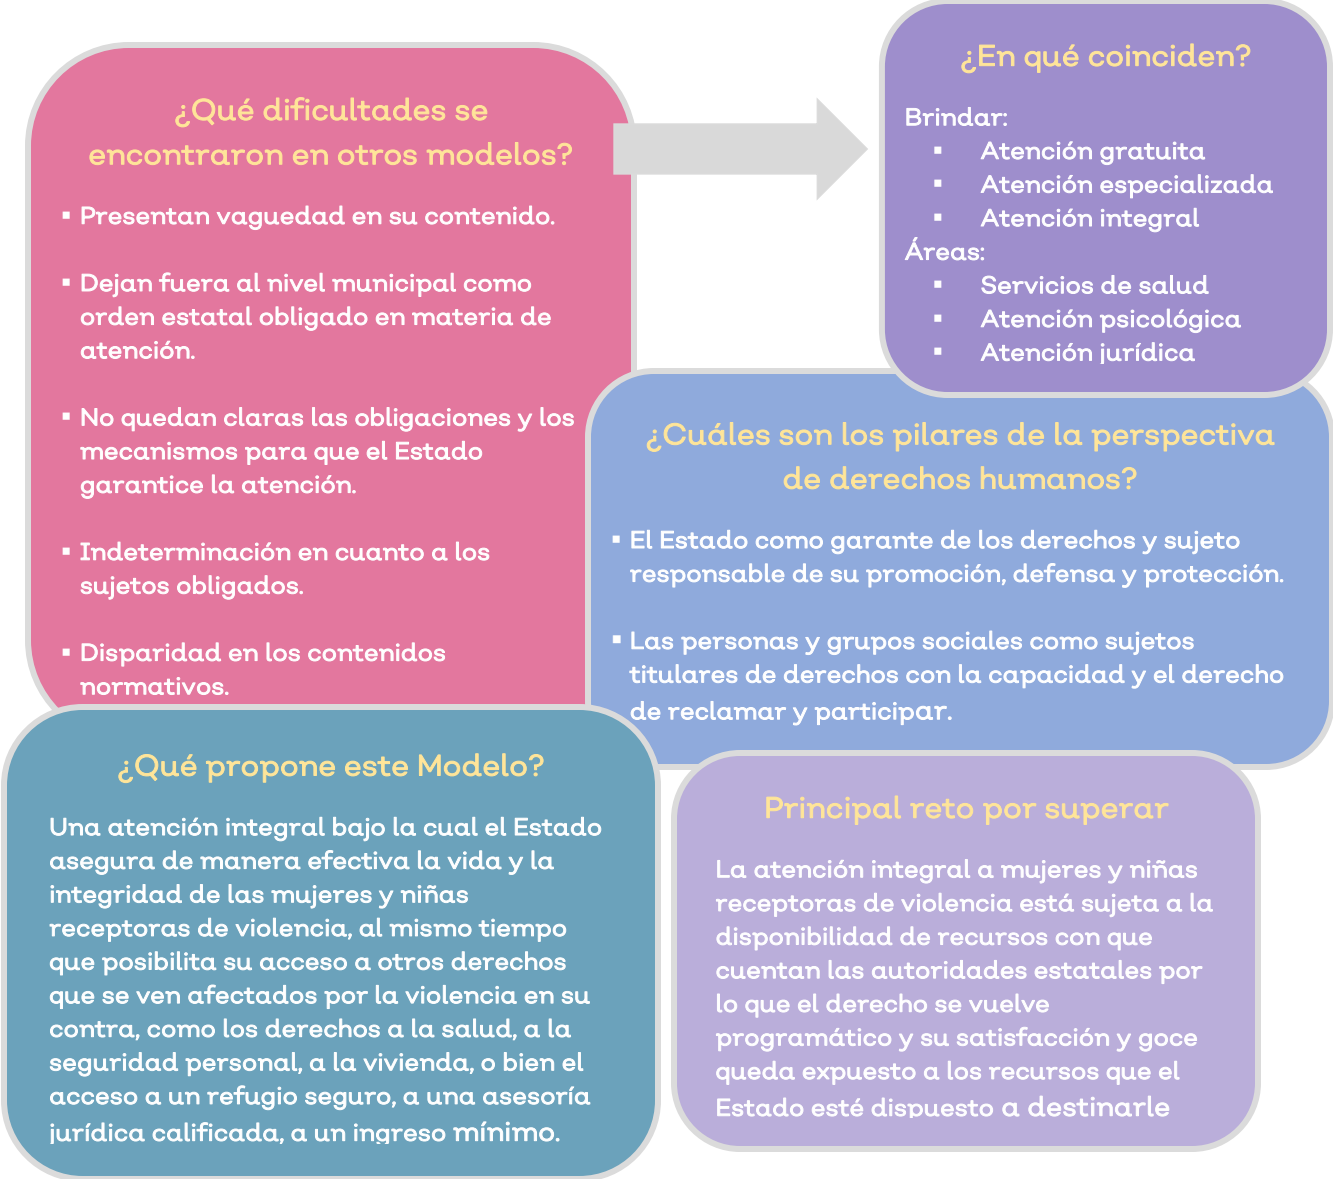 ¿Qué dificultades se
encontraron en otros modelos?
▪ Presentan vaguedad en su contenido.
▪ Dejan fuera al nivel municipal como
orden estatal obligado en materia de
atención.
▪ No quedan claras las obligaciones y los
mecanismos para que el Estado
garantice la atención.
▪ Indeterminación en cuanto a los
sujetos obligados.
▪ Disparidad en los contenidos
normativos.
¿En qué coinciden?
Brindar:
▪ Atención gratuita
▪ Atención especializada
▪ Atención integral
Áreas:
▪ Servicios de salud
▪ Atención psicológica
▪ Atención jurídica
¿Cuáles son los pilares de la perspectiva
de derechos humanos?
▪ El Estado como garante de los derechos y sujeto
responsable de su promoción, defensa y protección.
▪ Las personas y grupos sociales como sujetos
titulares de derechos con la capacidad y el derecho
de reclamar y participar.
¿Qué propone este Modelo?
Una atención integral bajo la cual el Estado
asegura de manera efectiva la vida y la
integridad de las mujeres y niñas
receptoras de violencia, al mismo tiempo
que posibilita su acceso a otros derechos
que se ven afectados por la violencia en su
contra, como los derechos a la salud, a la
seguridad personal, a la vivienda, o bien el
acceso a un refugio seguro, a una asesoría
jurídica calificada, a un ingreso mínimo.
Principal reto por superar
La atención integral a mujeres y niñas
receptoras de violencia está sujeta a la
disponibilidad de recursos con que
cuentan las autoridades estatales por
lo que el derecho se vuelve
programático y su satisfacción y goce
queda expuesto a los recursos que el
Estado esté dispuesto a destinarle